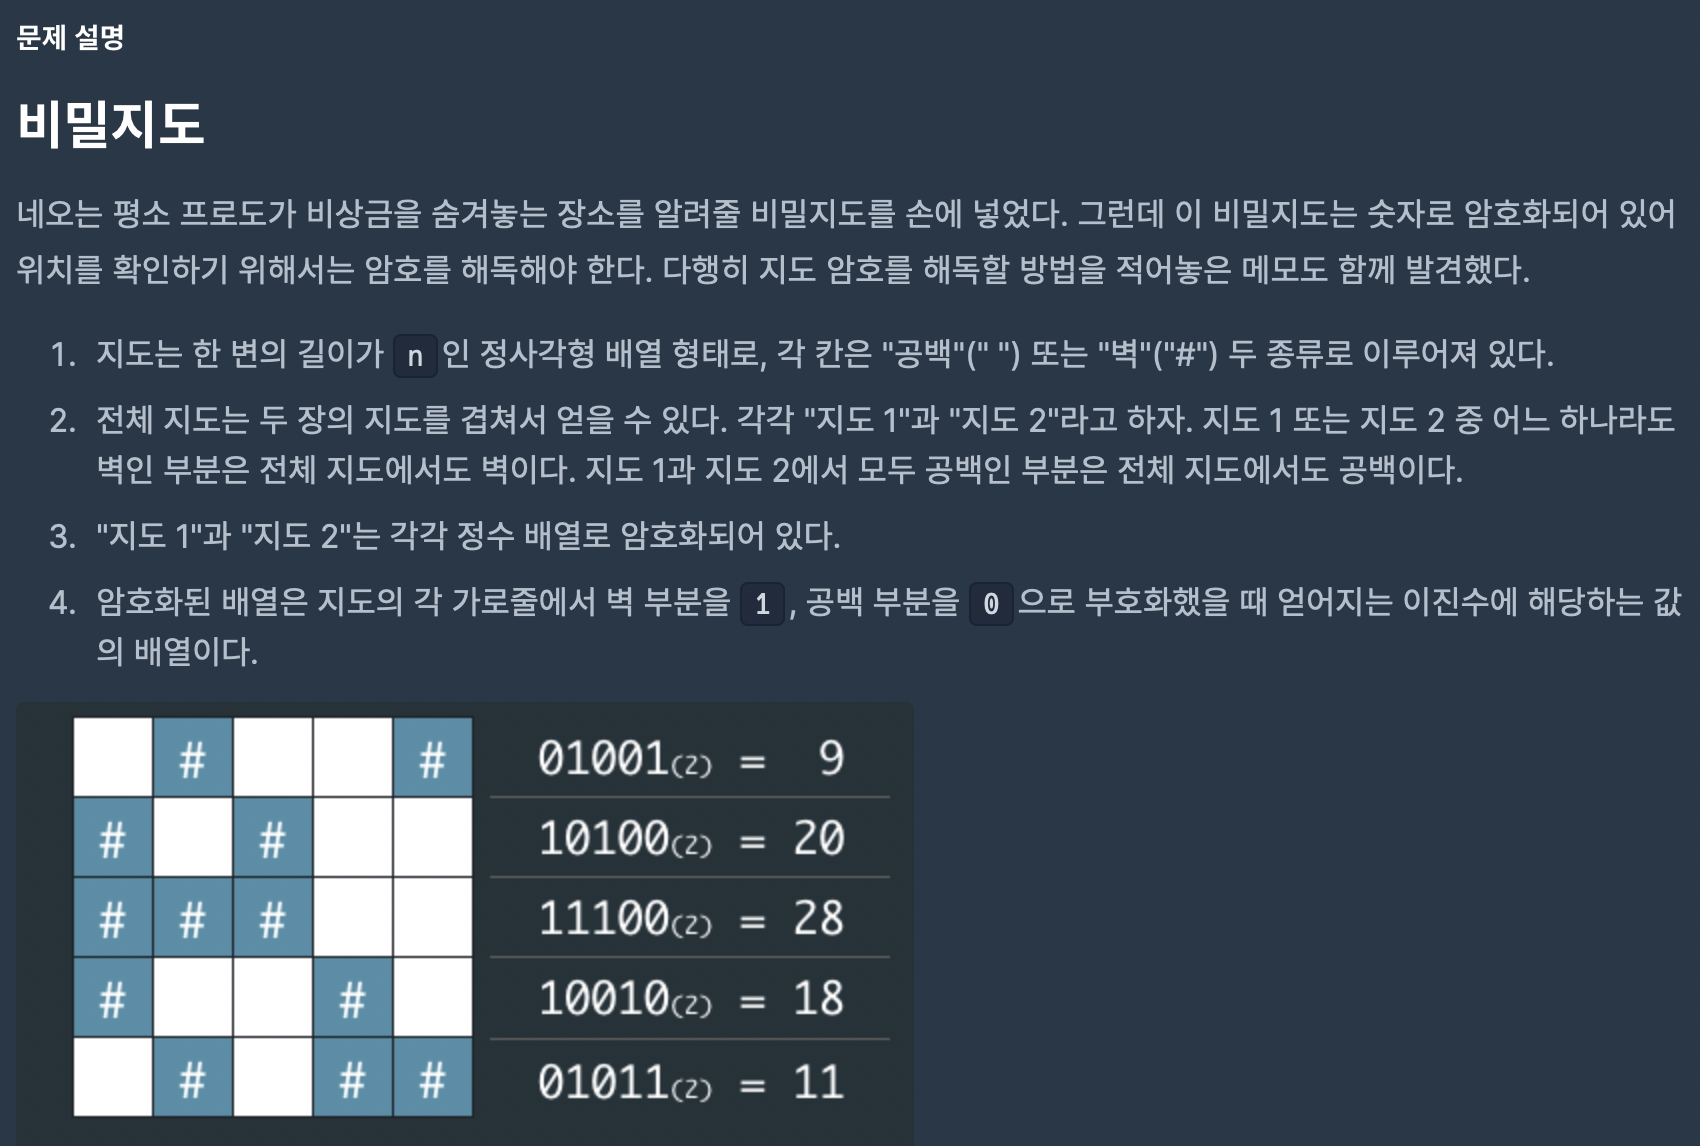 문제 설명
비밀지도
네오는 평소 프로도가 비상금을 숨겨놓는 장소를 알려줄 비밀지도를 손에 넣었다. 그런데 이 비밀지도는 숫자로 암호화되어 있어
위치를 확인하기 위해서는 암호를 해독해야 한다. 다행히 지도 암호를 해독할 방법을 적어놓은 메모도 함께 발견했다.
1. 지도는 한 변의 길이가 n인 정사각형 배열 형태로, 각 칸은 "공백"(" ") 또는 "벽"("#") 두 종류로 이루어져 있다.
2. 전체 지도는 두 장의 지도를 겹쳐서 얻을 수 있다. 각각 "지도 1"과 "지도 2"라고 하자. 지도 1 또는 지도 2 중 어느 하나라도
벽인 부분은 전체 지도에서도 벽이다. 지도 1과 지도 2에서 모두 공백인 부분은 전체 지도에서도 공백이다.
3. "지도 1"과 "지도 2"는 각각 정수 배열로 암호화되어 있다.
4. 암호화된 배열은 지도의 각 가로줄에서 벽 부분을 1, 공백 부분을 0으로 부호화했을 때 얻어지는 이진수에 해당하는 값
의 배열이다.
# # 01001(2) = 9
# # 10100(2) = 20
# # # 11100(2) = 28
# # 10010(2) = 18
# # # 01011(2) = 11